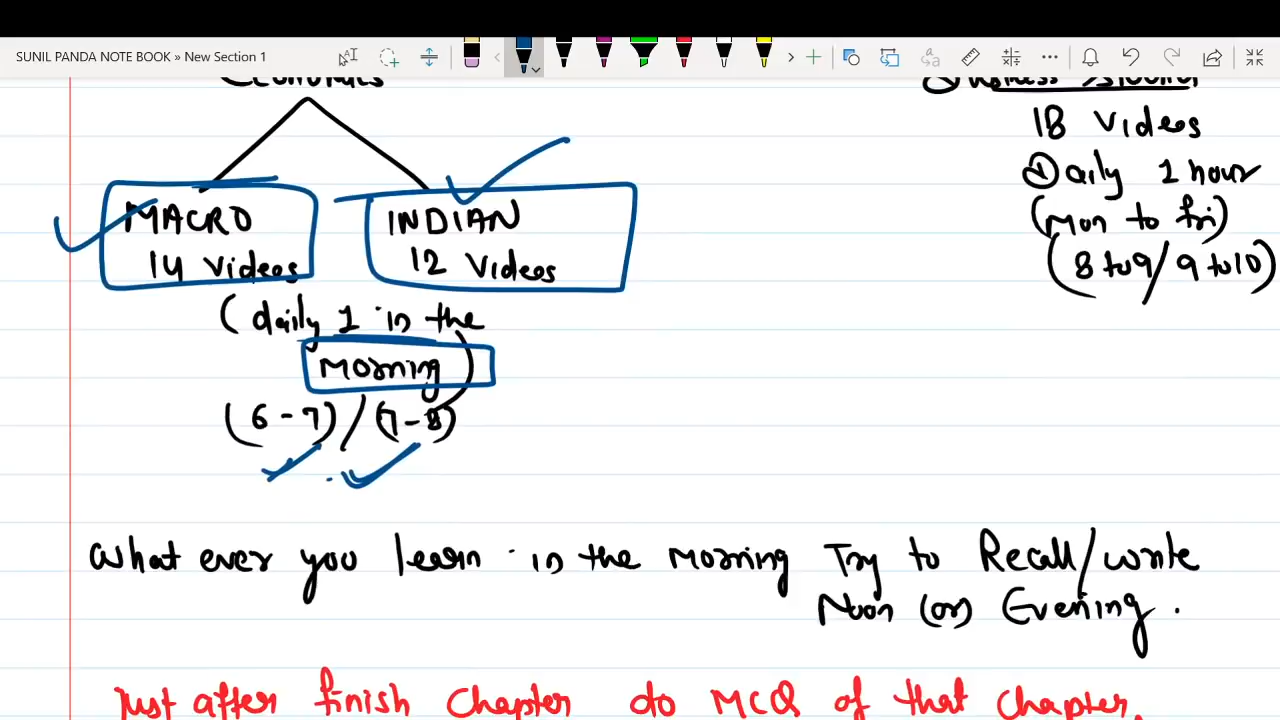 SUNIL PANDA NOTE BOOK » New Section 1
Economics
MACRO
14 Videos
INDIAN
12 Videos
(daily 1 in the
Morning)
(6-7)/(7-8)
Business Studies
18 Videos
Daily 1 hour
(Mon to fri)
(8 to 9/9 to 10)
What ever you learn in the morning Try to Recall/write
Noon (or) Evening.
Just after finish Chapter do MCQ of that Chapter.